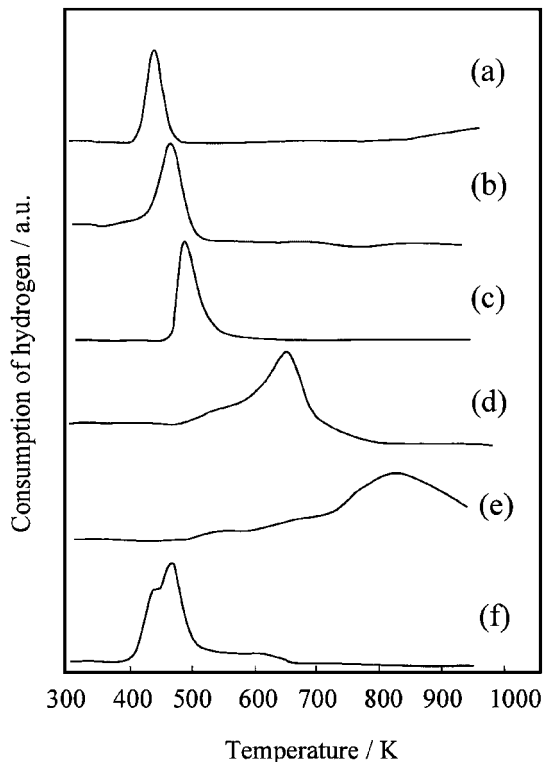 (a)
(b)
(c)
(d)
(e)
(f)
Consumption of hydrogen / a.u.
300 400 500 600 700 800 900 1000
Temperature / K